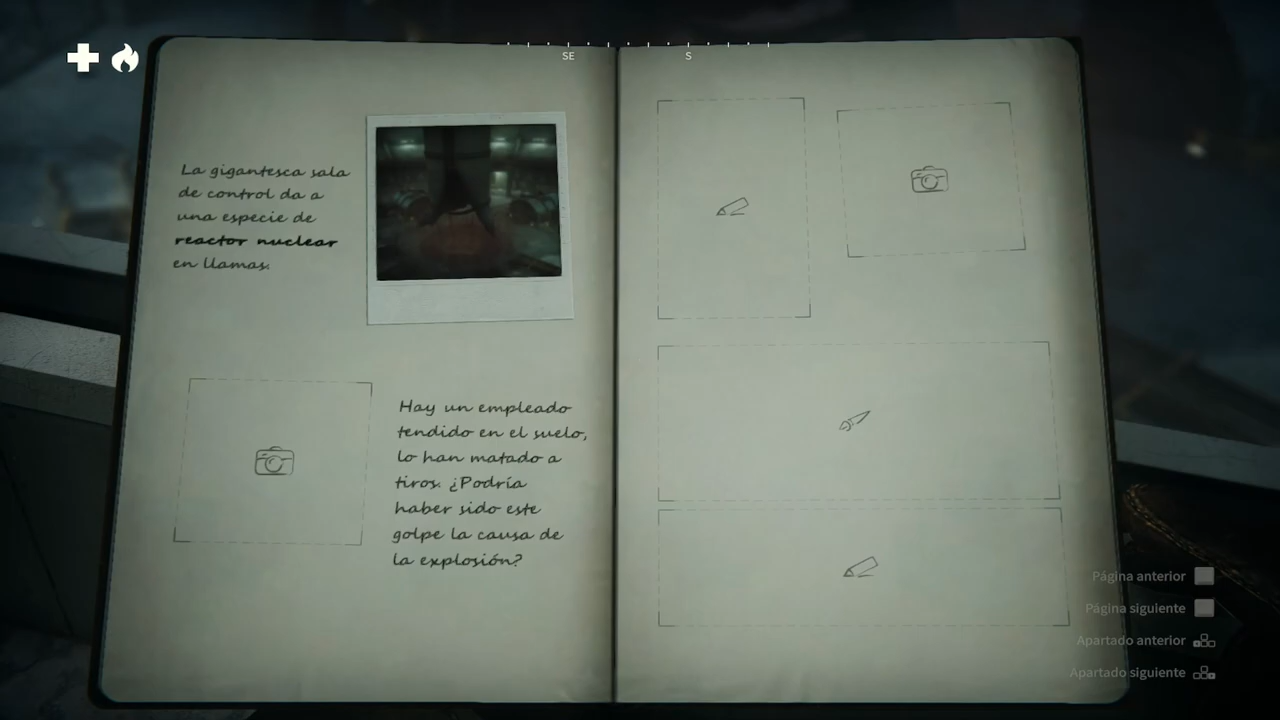 SE
S
La gigantesca sala
de control da a
una especie de
reactor nuclear
en llamas.
Hay un empleado
tendido en el suelo,
lo han matado a
tiros. ¿Podría
haber sido este
golpe la causa de
la explosión?
Página anterior
Página siguiente
Apartado anterior
Apartado siguiente